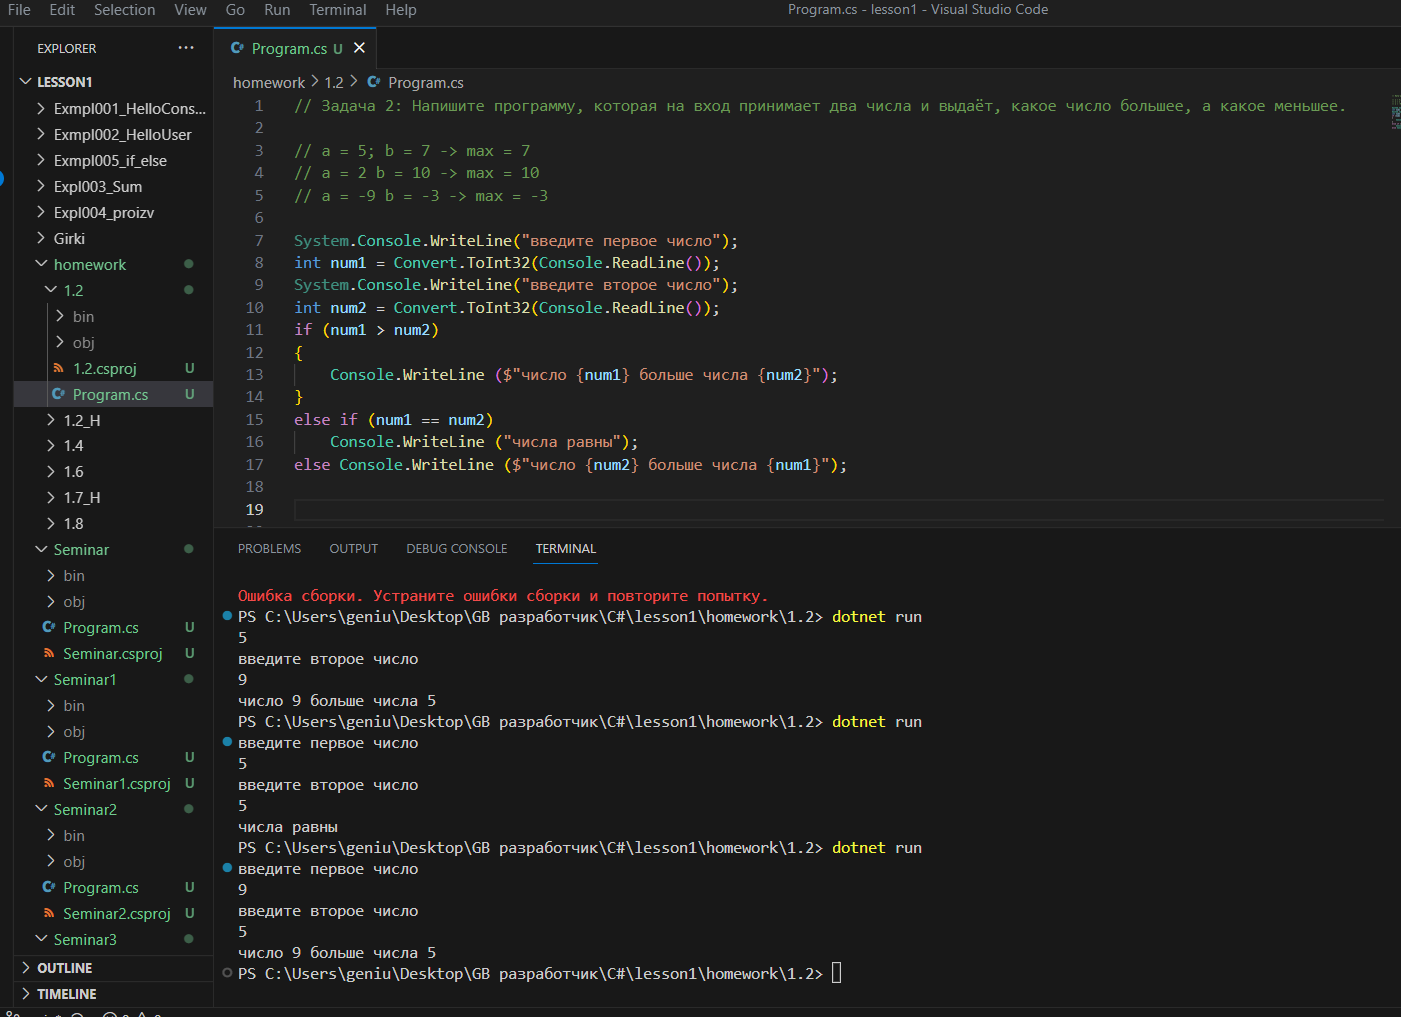 File Edit Selection View Go Run Terminal Help
Program.cs - lesson1 - Visual Studio Code
EXPLORER ···
LESSON1
Exmpl001_HelloCons...
Exmpl002_HelloUser
Exmpl005_if_else
Expl003_Sum
Expl004_proizv
Girki
homework
1.2
bin
obj
1.2.csproj U
Program.cs U
1.2_H
1.4
1.6
1.7_H
1.8
Seminar
bin
obj
Program.cs U
Seminar.csproj U
Seminar1
bin
obj
Program.cs U
Seminar1.csproj U
Seminar2
bin
obj
Program.cs U
Seminar2.csproj U
Seminar3
OUTLINE
TIMELINE
Program.cs U
homework > 1.2 > Program.cs
1 // Задача 2: Напишите программу, которая на вход принимает два числа и выдаёт, какое число большее, а какое меньшее.
2
3 // a = 5; b = 7 -> max = 7
4 // a = 2 b = 10 -> max = 10
5 // a = -9 b = -3 -> max = -3
6
7 System.Console.WriteLine("введите первое число");
8 int num1 = Convert.ToInt32(Console.ReadLine());
9 System.Console.WriteLine("введите второе число");
10 int num2 = Convert.ToInt32(Console.ReadLine());
11 if (num1 > num2)
12 {
13 Console.WriteLine ($"число {num1} больше числа {num2}");
14 }
15 else if (num1 == num2)
16 Console.WriteLine ("числа равны");
17 else Console.WriteLine ($"число {num2} больше числа {num1}");
18
19
PROBLEMS OUTPUT DEBUG CONSOLE TERMINAL
Ошибка сборки. Устраните ошибки сборки и повторите попытку.
PS C:\Users\geniu\Desktop\GB разработчик\C#\lesson1\homework\1.2> dotnet run
5
введите второе число
9
число 9 больше числа 5
PS C:\Users\geniu\Desktop\GB разработчик\C#\lesson1\homework\1.2> dotnet run
введите первое число
5
введите второе число
5
числа равны
PS C:\Users\geniu\Desktop\GB разработчик\C#\lesson1\homework\1.2> dotnet run
введите первое число
9
введите второе число
5
число 9 больше числа 5
PS C:\Users\geniu\Desktop\GB разработчик\C#\lesson1\homework\1.2>